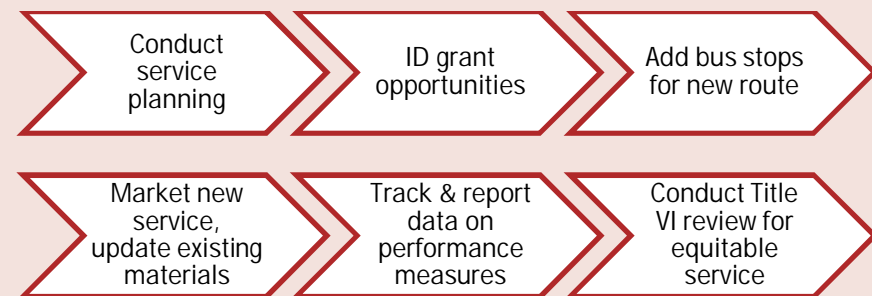 Conduct
service
planning
ID grant
opportunities
Add bus stops
for new route
Market new
service,
update existing
materials
Track & report
data on
performance
measures
Conduct Title
VI review for
equitable
service